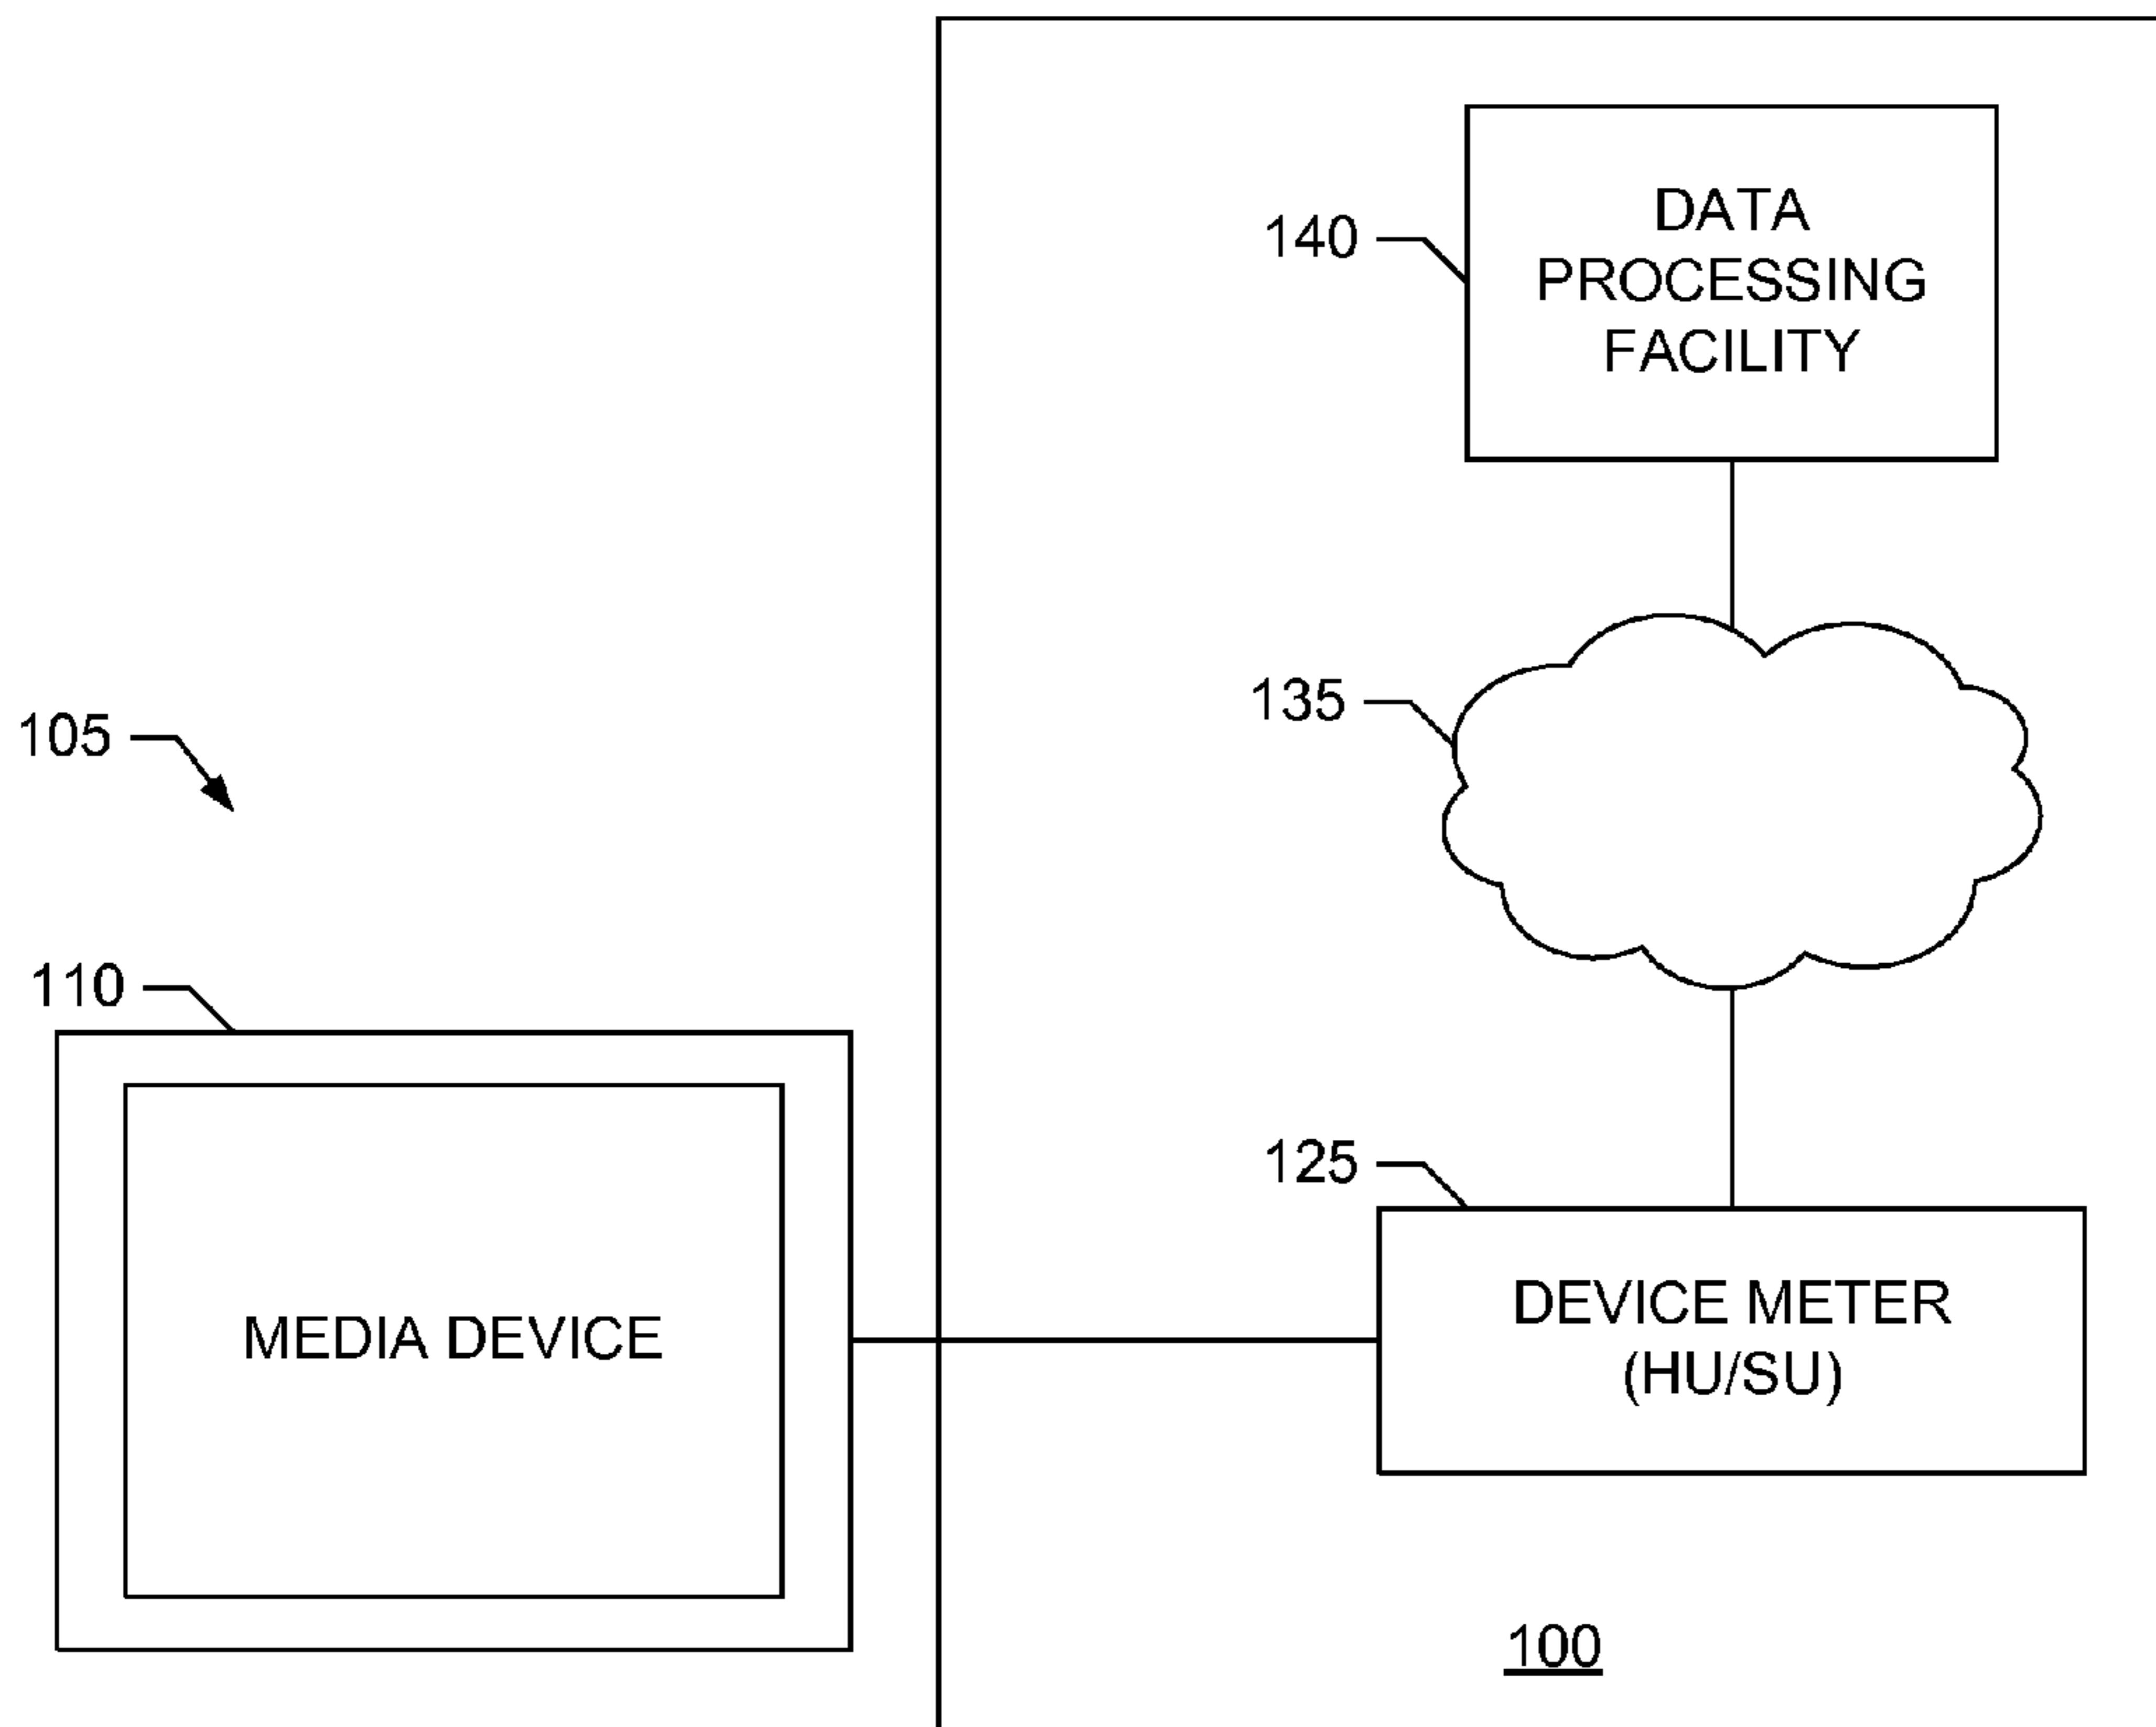 140
DATA
PROCESSING
FACILITY
135
105
110
MEDIA DEVICE
125
DEVICE METER
(HU/SU)
100